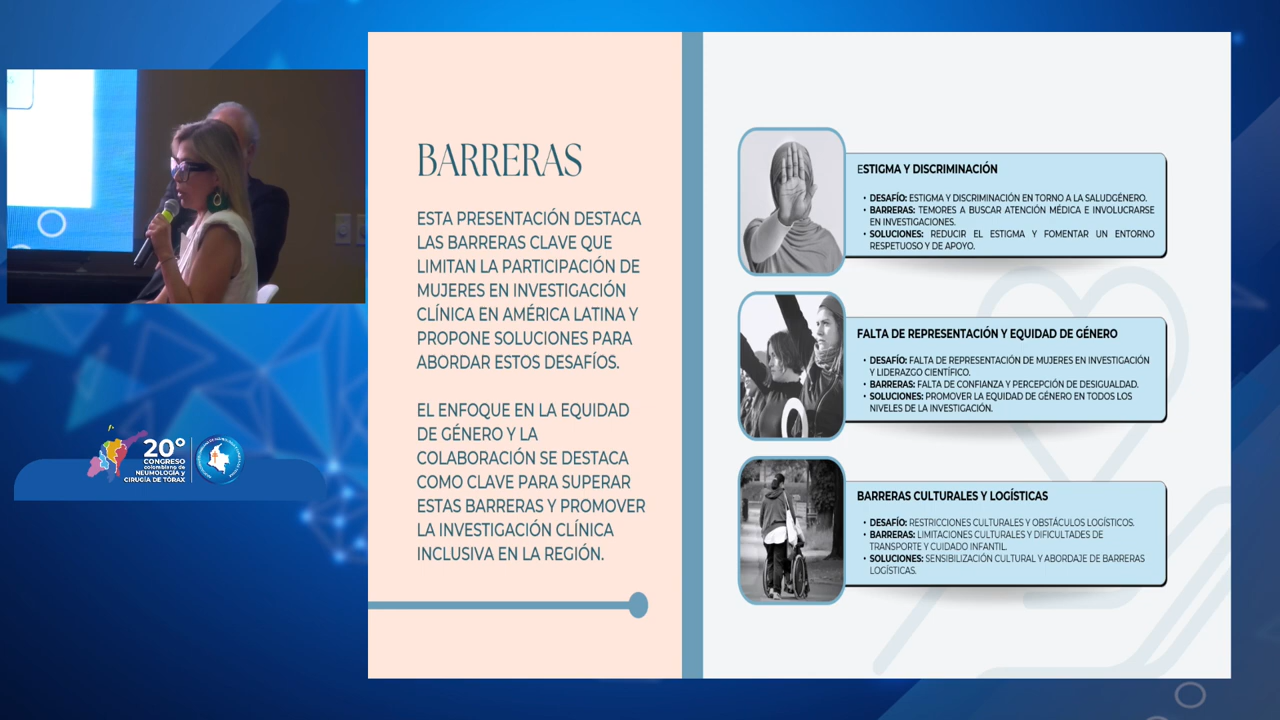 BARRERAS
ESTA PRESENTACIÓN DESTACA
LAS BARRERAS CLAVE QUE
LIMITAN LA PARTICIPACIÓN DE
MUJERES EN INVESTIGACIÓN
CLÍNICA EN AMÉRICA LATINA Y
PROPONE SOLUCIONES PARA
ABORDAR ESTOS DESAFÍOS.
EL ENFOQUE EN LA EQUIDAD
DE GÉNERO Y LA
COLABORACIÓN SE DESTACA
COMO CLAVE PARA SUPERAR
ESTAS BARRERAS Y PROMOVER
LA INVESTIGACIÓN CLÍNICA
INCLUSIVA EN LA REGIÓN.
ESTIGMA Y DISCRIMINACIÓN
• DESAFÍO: ESTIGMA Y DISCRIMINACIÓN EN TORNO A LA SALUDGÉNERO.
• BARRERAS: TEMORES A BUSCAR ATENCIÓN MÉDICA E INVOLUCRARSE
EN INVESTIGACIONES.
• SOLUCIONES: REDUCIR EL ESTIGMA Y FOMENTAR UN ENTORNO
RESPETUOSO Y DE APOYO.
FALTA DE REPRESENTACIÓN Y EQUIDAD DE GÉNERO
• DESAFÍO: FALTA DE REPRESENTACIÓN DE MUJERES EN INVESTIGACIÓN
Y LIDERAZGO CIENTÍFICO.
• BARRERAS: FALTA DE CONFIANZA Y PERCEPCIÓN DE DESIGUALDAD.
• SOLUCIONES: PROMOVER LA EQUIDAD DE GÉNERO EN TODOS LOS
NIVELES DE LA INVESTIGACIÓN.
BARRERAS CULTURALES Y LOGÍSTICAS
• DESAFÍO: RESTRICCIONES CULTURALES Y OBSTÁCULOS LOGÍSTICOS.
• BARRERAS: LIMITACIONES CULTURALES Y DIFICULTADES DE
TRANSPORTE Y CUIDADO INFANTIL.
• SOLUCIONES: SENSIBILIZACIÓN CULTURAL Y ABORDAJE DE BARRERAS
LOGÍSTICAS.
20°
CONGRESO
colombiano de
NEUMOLOGÍA y
CIRUGÍA DE TÓRAX